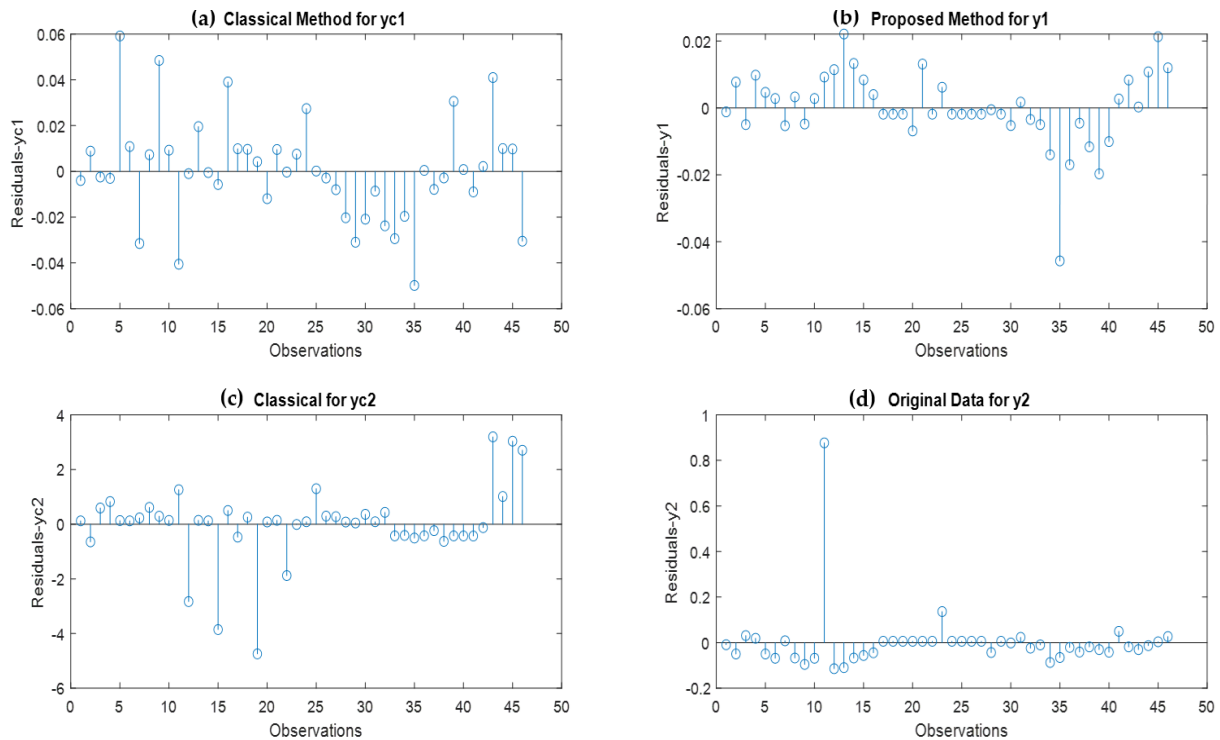 (a) Classical Method for yc1
0.06
0.04
0.02
0
-0.02
-0.04
-0.06
Residuals-yc1
0 5 10 15 20 25 30 35 40 45 50
Observations
(b) Proposed Method for y1
0.02
0
-0.02
-0.04
-0.06
Residuals-y1
0 5 10 15 20 25 30 35 40 45 50
Observations
(c) Classical for yc2
4
2
0
-2
-4
-6
Residuals-yc2
0 5 10 15 20 25 30 35 40 45 50
Observations
(d) Original Data for y2
1
0.8
0.6
0.4
0.2
0
-0.2
Residuals-y2
0 5 10 15 20 25 30 35 40 45 50
Observations